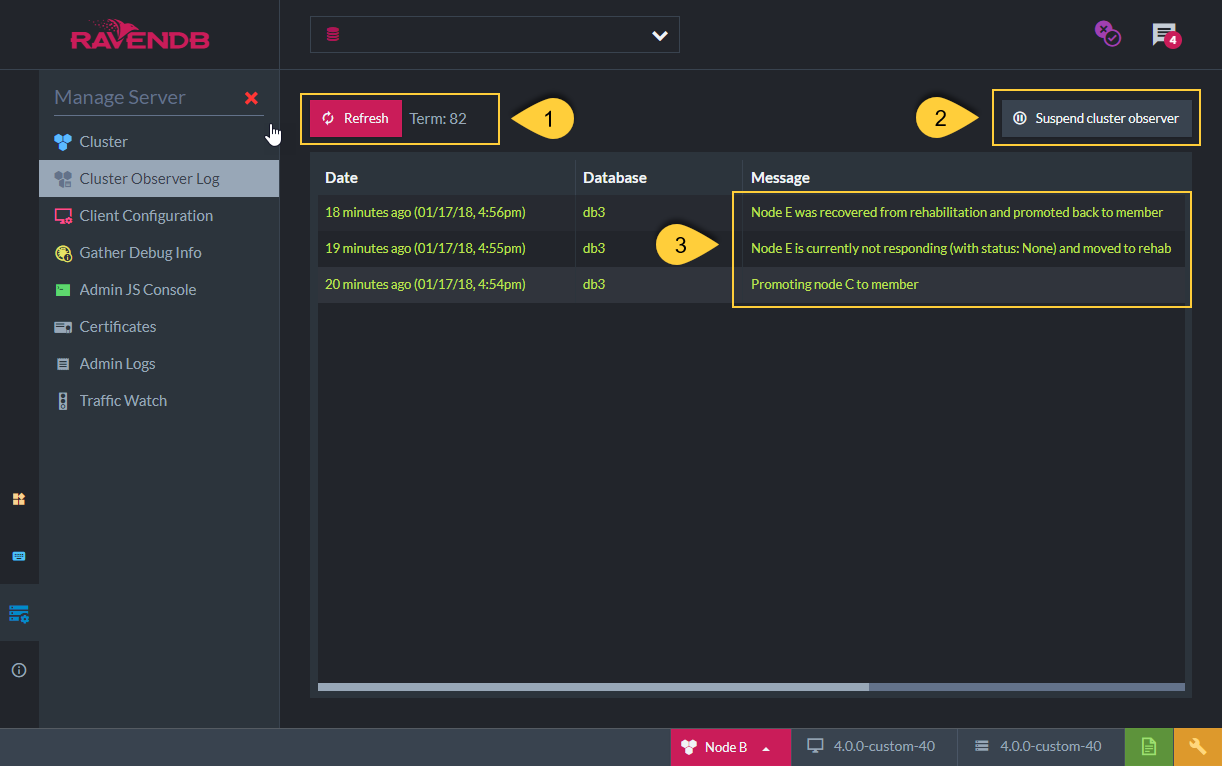 RAVENDB
4
Manage Server
Cluster
Cluster Observer Log
Client Configuration
Gather Debug Info
Admin JS Console
Certificates
Admin Logs
Traffic Watch
Refresh Term: 82
1
2
Suspend cluster observer
Date Database Message
18 minutes ago (01/17/18, 4:56pm) db3 Node E was recovered from rehabilitation and promoted back to member
19 minutes ago (01/17/18, 4:55pm) db3 Node E is currently not responding (with status: None) and moved to rehab
3
20 minutes ago (01/17/18, 4:54pm) db3 Promoting node C to member
Node B 4.0.0-custom-40 4.0.0-custom-40